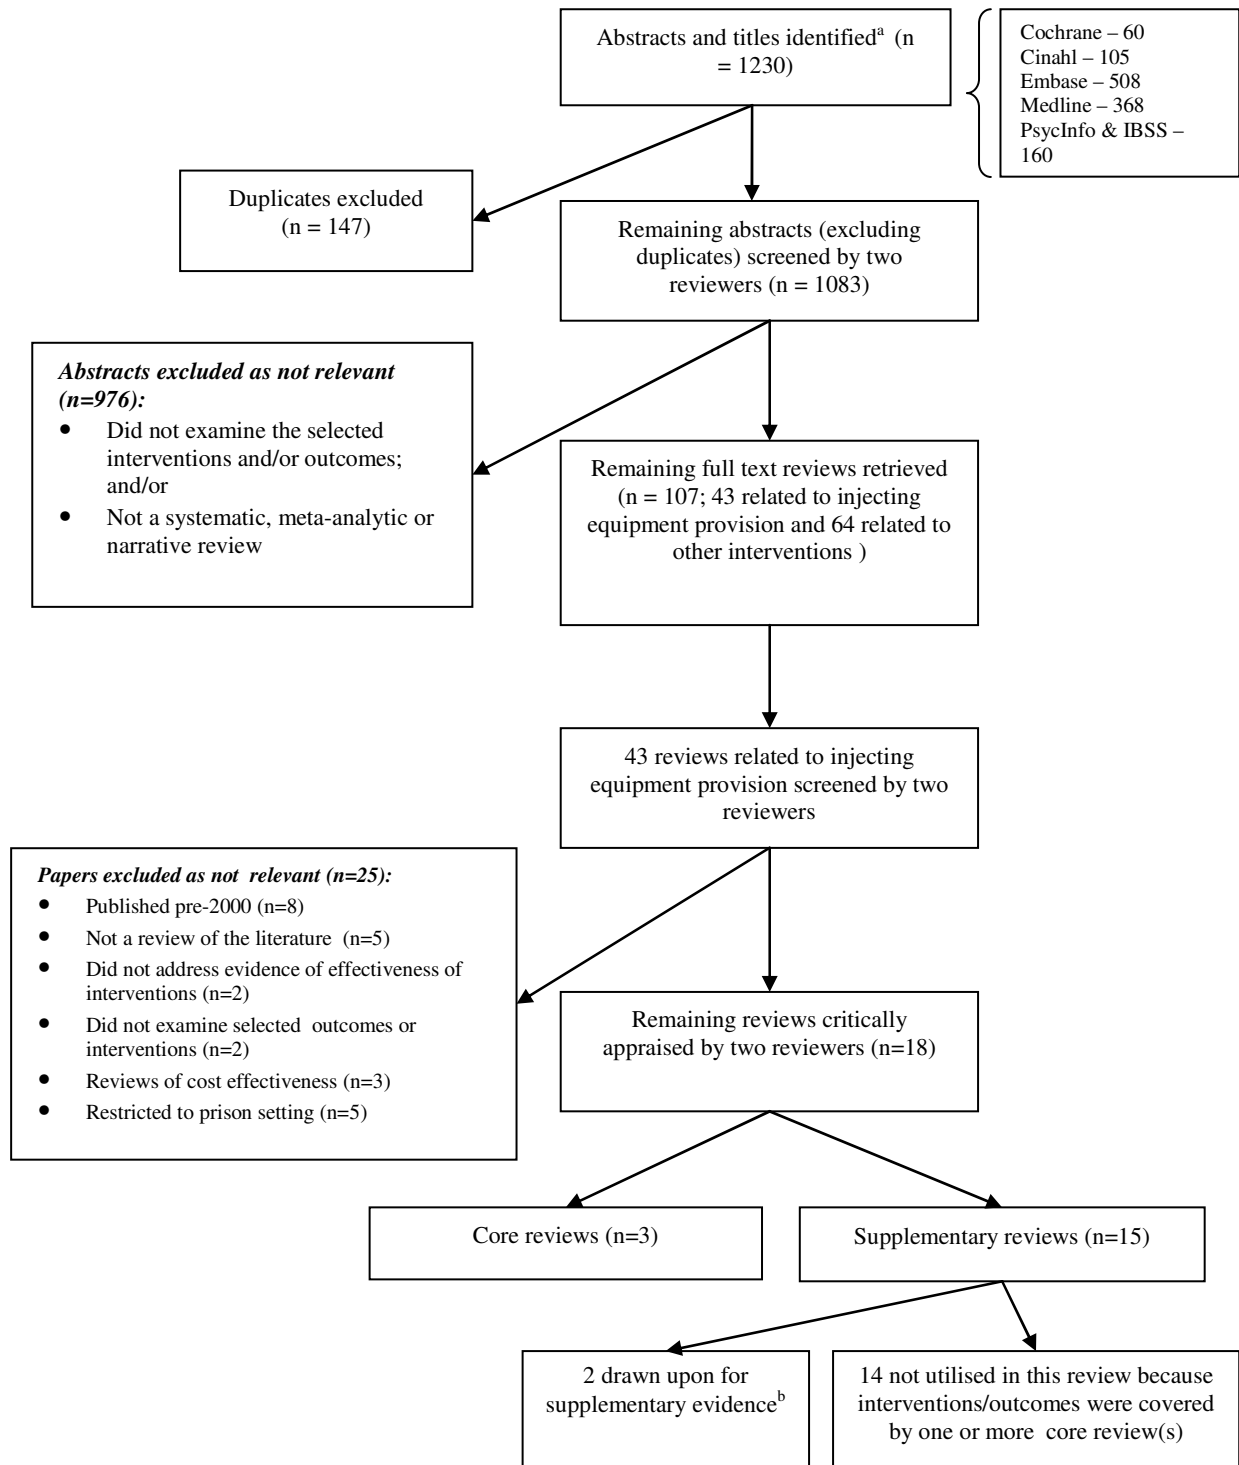 Abstracts and titles identifiedᵃ (n
= 1230)
Cochrane – 60
Cinahl – 105
Embase – 508
Medline – 368
PsycInfo & IBSS –
160
Duplicates excluded
(n = 147)
Remaining abstracts (excluding
duplicates) screened by two
reviewers (n = 1083)
Abstracts excluded as not relevant
(n=976):
• Did not examine the selected
interventions and/or outcomes;
and/or
• Not a systematic, meta-analytic or
narrative review
Remaining full text reviews retrieved
(n = 107; 43 related to injecting
equipment provision and 64 related to
other interventions )
43 reviews related to injecting
equipment provision screened by two
reviewers
Papers excluded as not relevant (n=25):
• Published pre-2000 (n=8)
• Not a review of the literature (n=5)
• Did not address evidence of effectiveness of
interventions (n=2)
• Did not examine selected outcomes or
interventions (n=2)
• Reviews of cost effectiveness (n=3)
• Restricted to prison setting (n=5)
Remaining reviews critically
appraised by two reviewers (n=18)
Core reviews (n=3)
Supplementary reviews (n=15)
2 drawn upon for
supplementary evidenceᵇ
14 not utilised in this review because
interventions/outcomes were covered
by one or more core review(s)